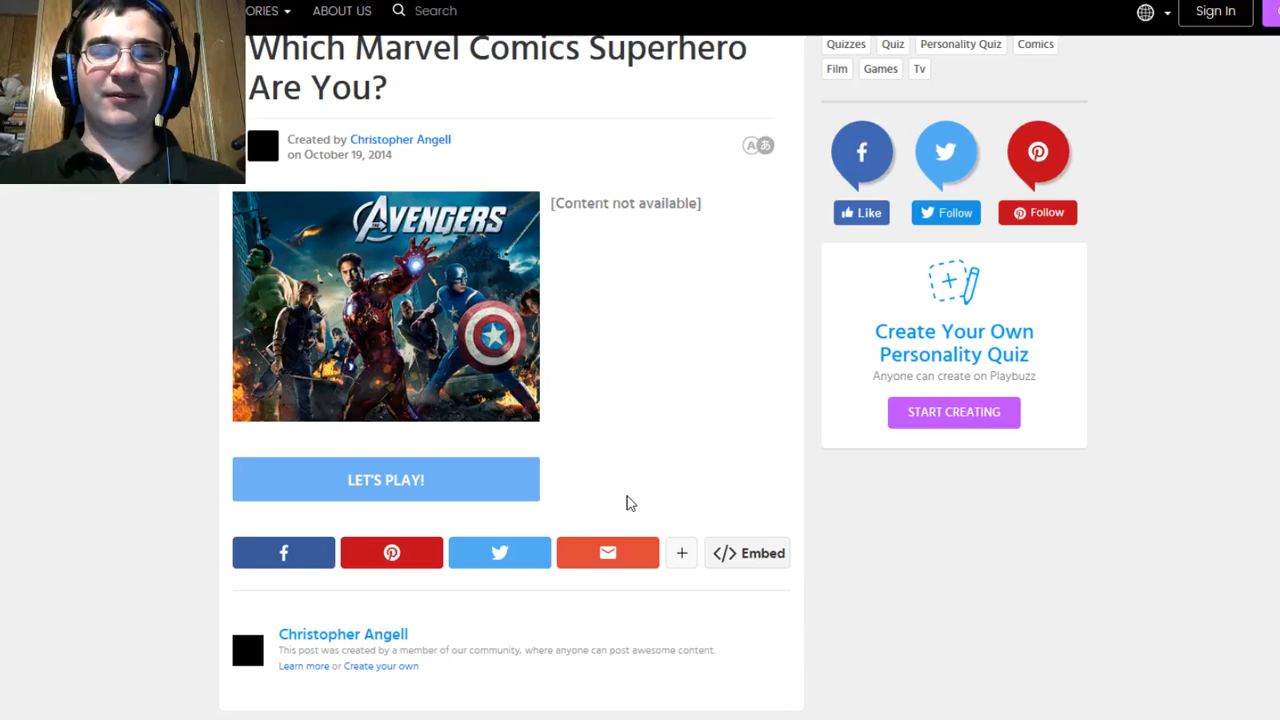 ORIES
ABOUT US
Search
Sign In
Which Marvel Comics Superhero
Are You?
Created by Christopher Angell
on October 19, 2014
A あ
THE AVENGERS
[Content not available]
LET'S PLAY!
+
</> Embed
Christopher Angell
This post was created by a member of our community, where anyone can post awesome content.
Learn more or Create your own
Quizzes
Quiz
Personality Quiz
Comics
Film
Games
Tv
Like
Follow
Follow
Create Your Own
Personality Quiz
Anyone can create on Playbuzz
START CREATING